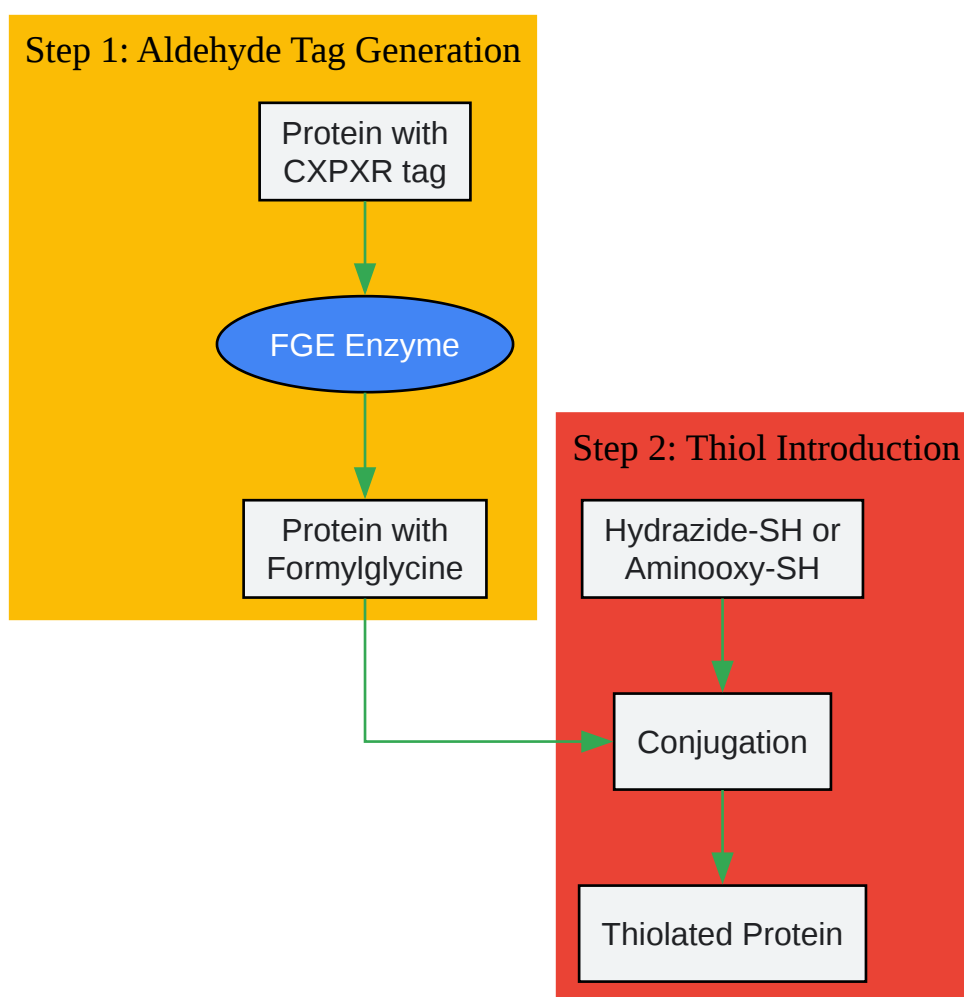 Step 1: Aldehyde Tag Generation
Protein with
CXPXR tag
FGE Enzyme
Protein with
Formylglycine
Step 2: Thiol Introduction
Hydrazide-SH or
Aminooxy-SH
Conjugation
Thiolated Protein